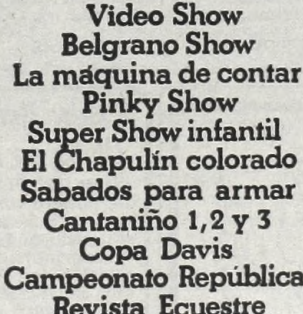 Video Show
Belgrano Show
La máquina de contar
Pinky Show
Super Show infantil
El Chapulín colorado
Sabados para armar
Cantaniño 1,2 y 3
Copa Davis
Campeonato República
Revista Ecuestre